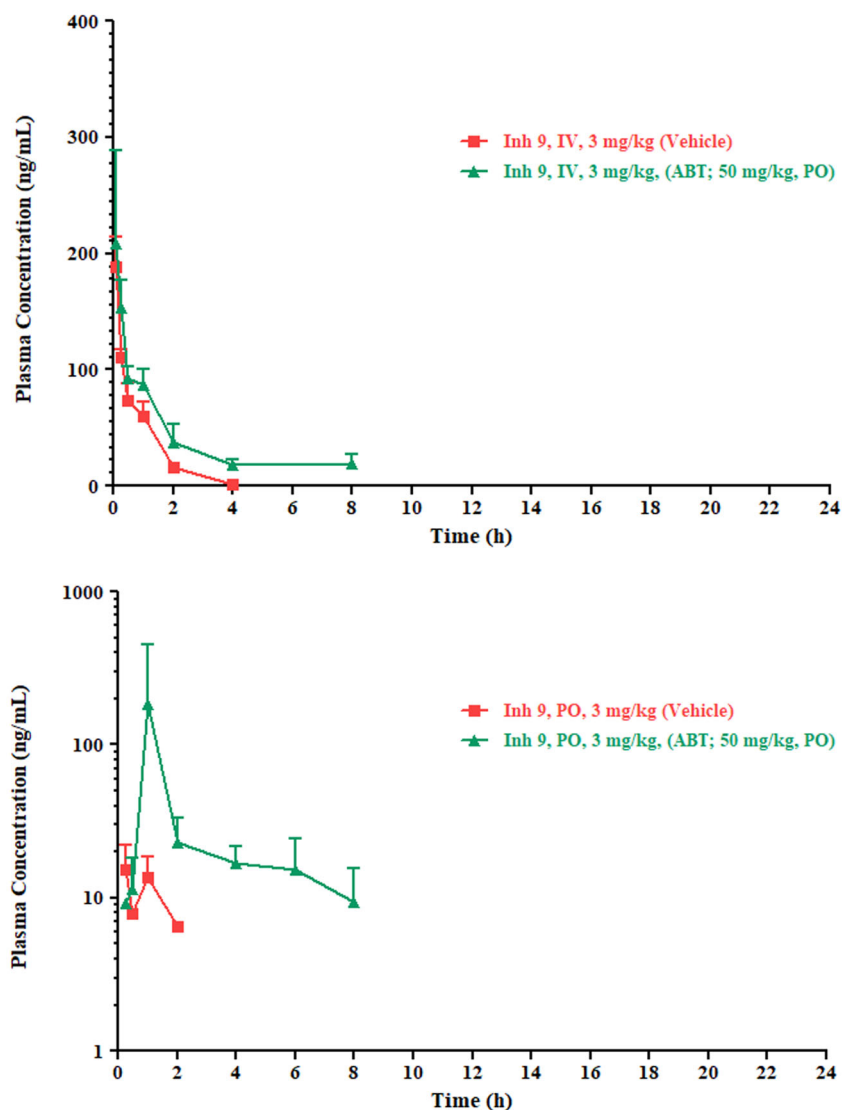 400
300
200
100
0
Plasma Concentration (ng/mL)
Inh 9, IV, 3 mg/kg (Vehicle)
Inh 9, IV, 3 mg/kg, (ABT; 50 mg/kg, PO)
0 2 4 6 8 10 12 14 16 18 20 22 24
Time (h)
1000
100
10
1
Plasma Concentration (ng/mL)
Inh 9, PO, 3 mg/kg (Vehicle)
Inh 9, PO, 3 mg/kg, (ABT; 50 mg/kg, PO)
0 2 4 6 8 10 12 14 16 18 20 22 24
Time (h)